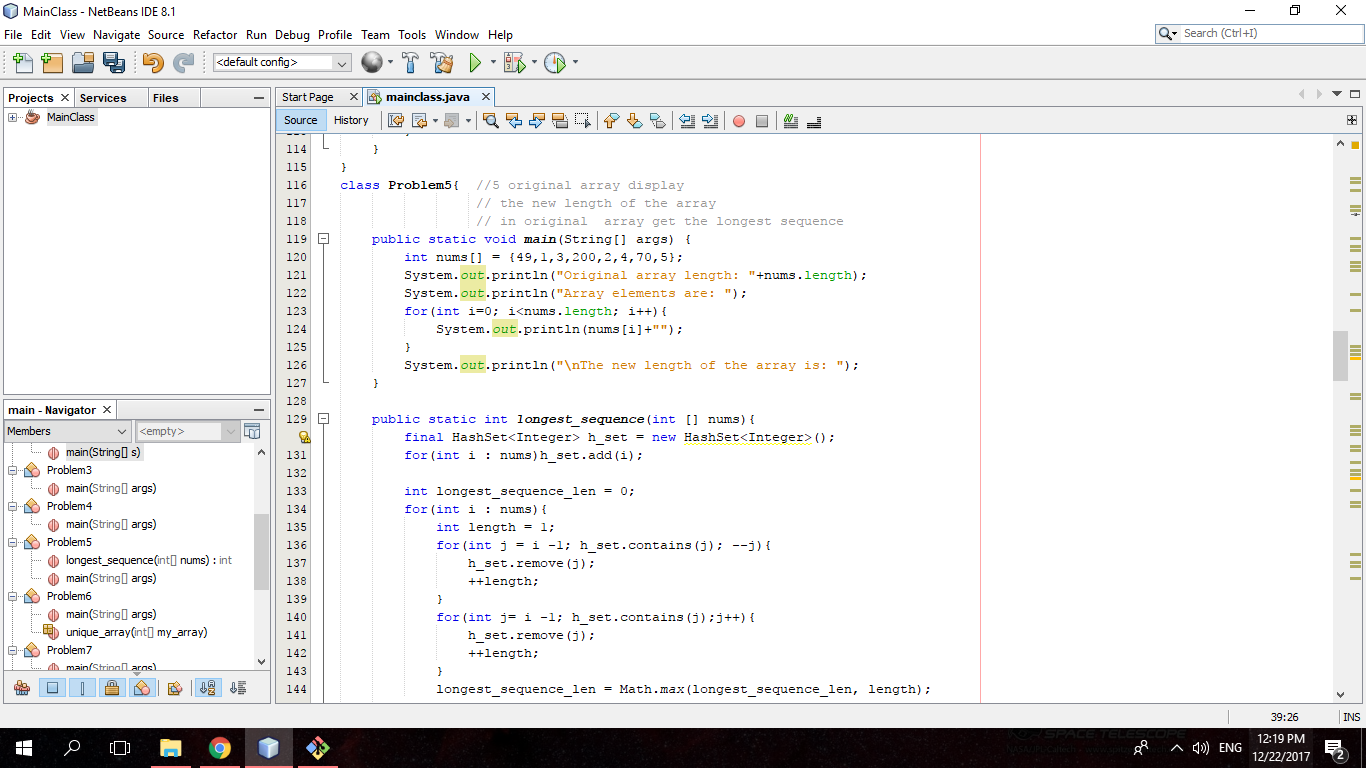 MainClass - NetBeans IDE 8.1
File Edit View Navigate Source Refactor Run Debug Profile Team Tools Window Help
Search (Ctrl+I)
<default config>
Projects Services Files
MainClass
Start Page mainclass.java
Source History
114 }
115 }
116 class Problem5{ //5 original array display
117 // the new length of the array
118 // in original array get the longest sequence
119 public static void main(String[] args) {
120 int nums[] = {49,1,3,200,2,4,70,5};
121 System.out.println("Original array length: "+nums.length);
122 System.out.println("Array elements are: ");
123 for(int i=0; i<nums.length; i++){
124 System.out.println(nums[i]+"");
125 }
126 System.out.println("\nThe new length of the array is: ");
127 }
128
129 public static int longest_sequence(int [] nums){
final HashSet<Integer> h_set = new HashSet<Integer>();
131 for(int i : nums)h_set.add(i);
132
133 int longest_sequence_len = 0;
134 for(int i : nums){
135 int length = 1;
136 for(int j = i -1; h_set.contains(j); --j){
137 h_set.remove(j);
138 ++length;
139 }
140 for(int j= i -1; h_set.contains(j);j++){
141 h_set.remove(j);
142 ++length;
143 }
144 longest_sequence_len = Math.max(longest_sequence_len, length);
main - Navigator
Members <empty>
main(String[] s)
Problem3
main(String[] args)
Problem4
main(String[] args)
Problem5
longest_sequence(int[] nums) : int
main(String[] args)
Problem6
main(String[] args)
unique_array(int[] my_array)
Problem7
main(String[] args)
39:26 INS
SPACE TELESCOPE
ENG
12:19 PM
12/22/2017
2